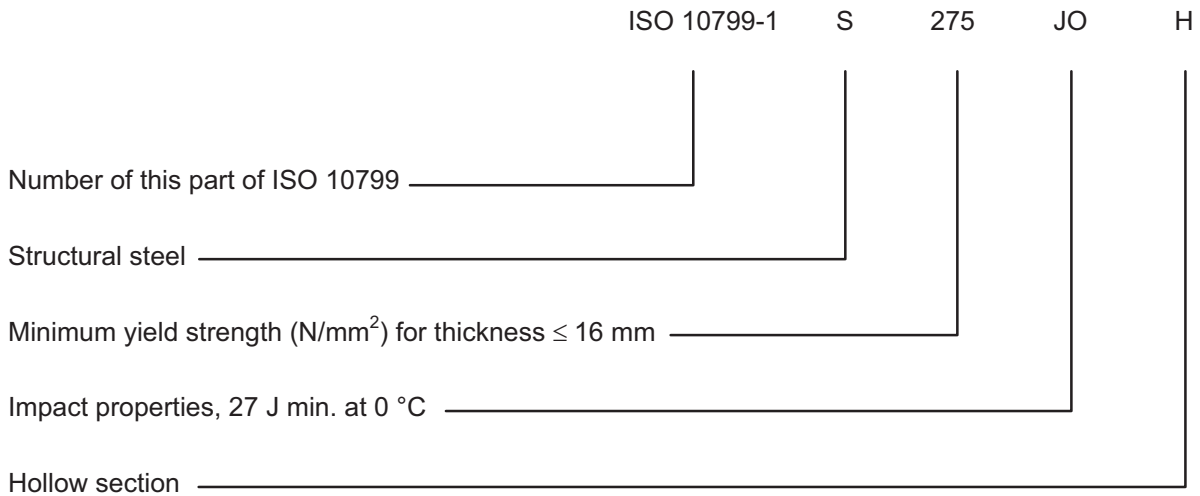 ISO 10799-1 S 275 JO H
Number of this part of ISO 10799
Structural steel
Minimum yield strength (N/mm²) for thickness ≤ 16 mm
Impact properties, 27 J min. at 0 °C
Hollow section